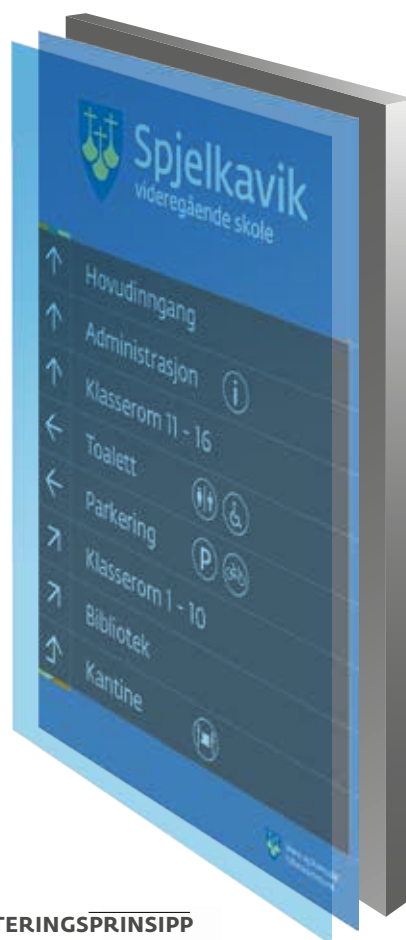 Spjelkavik
videregående skole
Hovudinngang
Administrasjon
Klasserom 11 - 16
Toalett
Parkering
P
Klasserom 1 - 10
Bibliotek
Kantine
TERINGSPRINSIPP